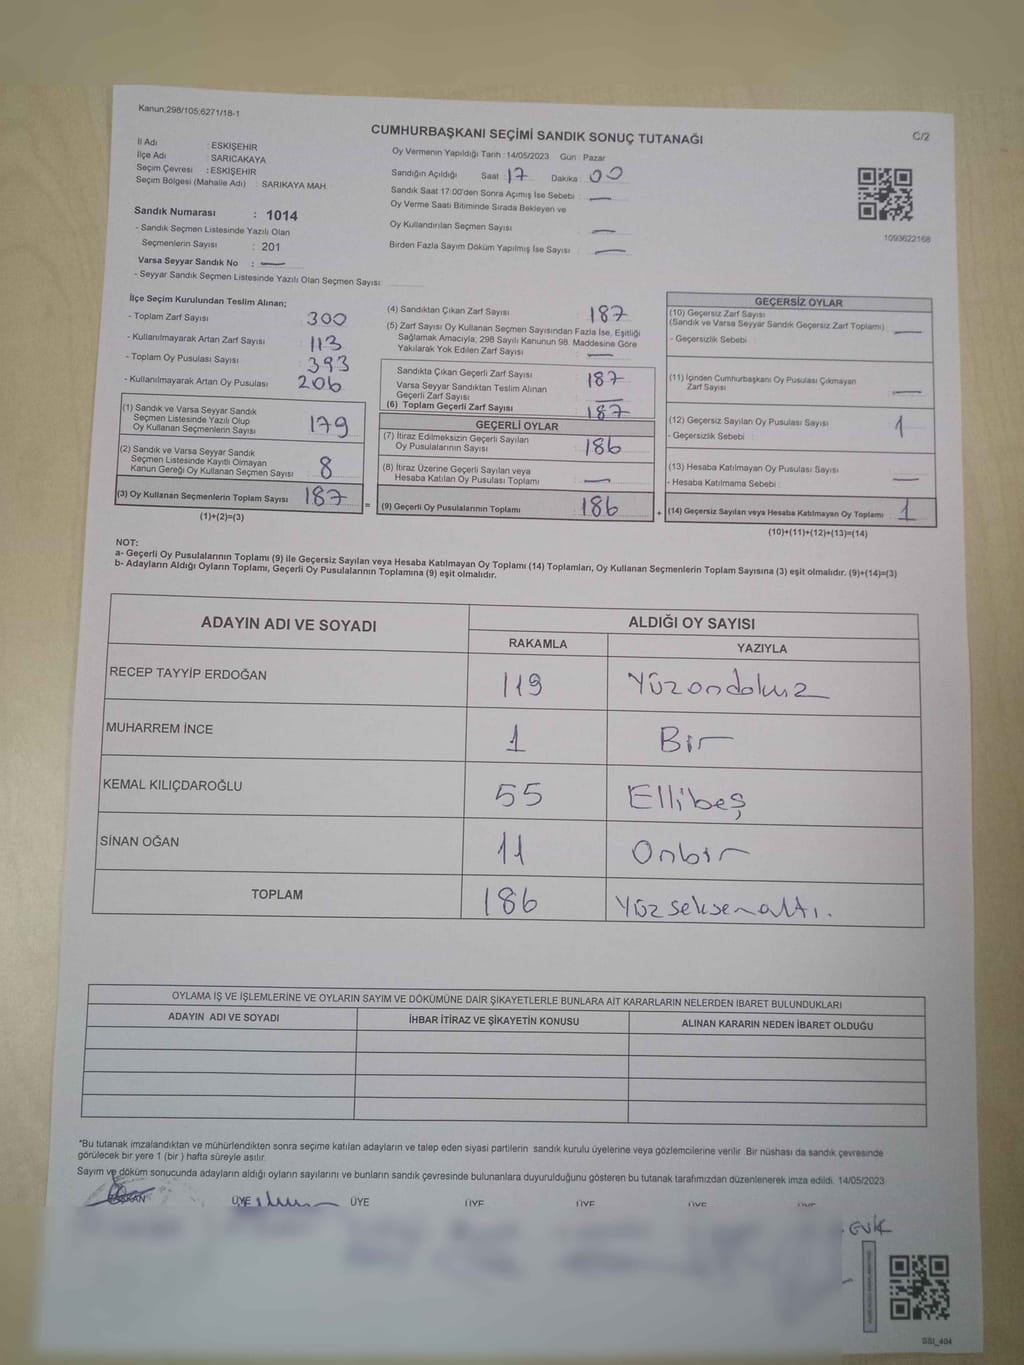 Kanun:298/105;6271/18-1
C/2
CUMHURBAŞKANI SEÇİMİ SANDIK SONUÇ TUTANAĞI
İl Adı : ESKİŞEHİR
İlçe Adı : SARICAKAYA
Seçim Çevresi : ESKİŞEHİR
Seçim Bölgesi (Mahalle Adı) : SARIKAYA MAH
Sandık Numarası : 1014
- Sandık Seçmen Listesinde Yazılı Olan
Seçmenlerin Sayısı : 201
Varsa Seyyar Sandık No : —
- Seyyar Sandık Seçmen Listesinde Yazılı Olan Seçmen Sayısı:
Oy Vermenin Yapıldığı Tarih : 14/05/2023 Gün : Pazar
Sandığın Açıldığı Saat : 17 Dakika : 00
Sandık Saat 17:00'den Sonra Açımış İse Sebebi : —
Oy Verme Saati Bitiminde Sırada Bekleyen ve
Oy Kullandırılan Seçmen Sayısı : —
Birden Fazla Sayım Döküm Yapılmış İse Sayısı : —
1093622168
İlçe Seçim Kurulundan Teslim Alınan;
- Toplam Zarf Sayısı : 300
- Kullanılmayarak Artan Zarf Sayısı : 113
- Toplam Oy Pusulası Sayısı : 393
- Kullanılmayarak Artan Oy Pusulası : 206
(1) Sandık ve Varsa Seyyar Sandık
Seçmen Listesinde Yazılı Olup
Oy Kullanan Seçmenlerin Sayısı : 179
(2) Sandık ve Varsa Seyyar Sandık
Seçmen Listesinde Kayıtlı Olmayan
Kanun Gereği Oy Kullanan Seçmen Sayısı : 8
(3) Oy Kullanan Seçmenlerin Toplam Sayısı : 187
(1)+(2)=(3)
(4) Sandıktan Çıkan Zarf Sayısı : 187
(5) Zarf Sayısı Oy Kullanan Seçmen Sayısından Fazla İse, Eşitliği
Sağlamak Amacıyla; 298 Sayılı Kanunun 98. Maddesine Göre
Yakılarak Yok Edilen Zarf Sayısı : —
Sandıkta Çıkan Geçerli Zarf Sayısı : 187
Varsa Seyyar Sandıktan Teslim Alınan
Geçerli Zarf Sayısı : —
(6) Toplam Geçerli Zarf Sayısı : 187
GEÇERLİ OYLAR
(7) İtiraz Edilmeksizin Geçerli Sayılan
Oy Pusulalarının Sayısı : 186
(8) İtiraz Üzerine Geçerli Sayılan veya
Hesaba Katılan Oy Pusulası Toplamı : —
= (9) Geçerli Oy Pusulalarının Toplamı : 186
GEÇERSİZ OYLAR
(10) Geçersiz Zarf Sayısı
(Sandık ve Varsa Seyyar Sandık Geçersiz Zarf Toplamı) : —
- Geçersizlik Sebebi :
(11) İçinden Cumhurbaşkanı Oy Pusulası Çıkmayan
Zarf Sayısı : —
(12) Geçersiz Sayılan Oy Pusulası Sayısı : 1
- Geçersizlik Sebebi :
(13) Hesaba Katılmayan Oy Pusulası Sayısı : —
- Hesaba Katılmama Sebebi :
+ (14) Geçersiz Sayılan veya Hesaba Katılmayan Oy Toplamı : 1
(10)+(11)+(12)+(13)=(14)
NOT:
a- Geçerli Oy Pusulalarının Toplamı (9) ile Geçersiz Sayılan veya Hesaba Katılmayan Oy Toplamı (14) Toplamları, Oy Kullanan Seçmenlerin Toplam Sayısına (3) eşit olmalıdır. (9)+(14)=(3)
b- Adayların Aldığı Oyların Toplamı, Geçerli Oy Pusulalarının Toplamına (9) eşit olmalıdır.
ADAYIN ADI VE SOYADI ALDIĞI OY SAYISI
RAKAMLA YAZIYLA
RECEP TAYYİP ERDOĞAN 119 Yüzondokuz
MUHARREM İNCE 1 Bir
KEMAL KILIÇDAROĞLU 55 Ellibeş
SİNAN OĞAN 11 Onbir
TOPLAM 186 Yüzseksenaltı.
OYLAMA İŞ VE İŞLEMLERİNE VE OYLARIN SAYIM VE DÖKÜMÜNE DAİR ŞİKAYETLERLE BUNLARA AİT KARARLARIN NELERDEN İBARET BULUNDUKLARI
ADAYIN ADI VE SOYADI İHBAR İTİRAZ VE ŞİKAYETİN KONUSU ALINAN KARARIN NEDEN İBARET OLDUĞU
*Bu tutanak imzalandıktan ve mühürlendikten sonra seçime katılan adayların ve talep eden siyasi partilerin sandık kurulu üyelerine veya gözlemcilerine verilir. Bir nüshası da sandık çevresinde
görülecek bir yere 1 (bir) hafta süreyle asılır.
Sayım ve döküm sonucunda adayların aldığı oyların sayılarını ve bunların sandık çevresinde bulunanlara duyurulduğunu gösteren bu tutanak tarafımızdan düzenlenerek imza edildi. 14/05/2023
BAŞKAN ÜYE ÜYE ÜYE ÜYE ÜYE ÜYE
SSI_404